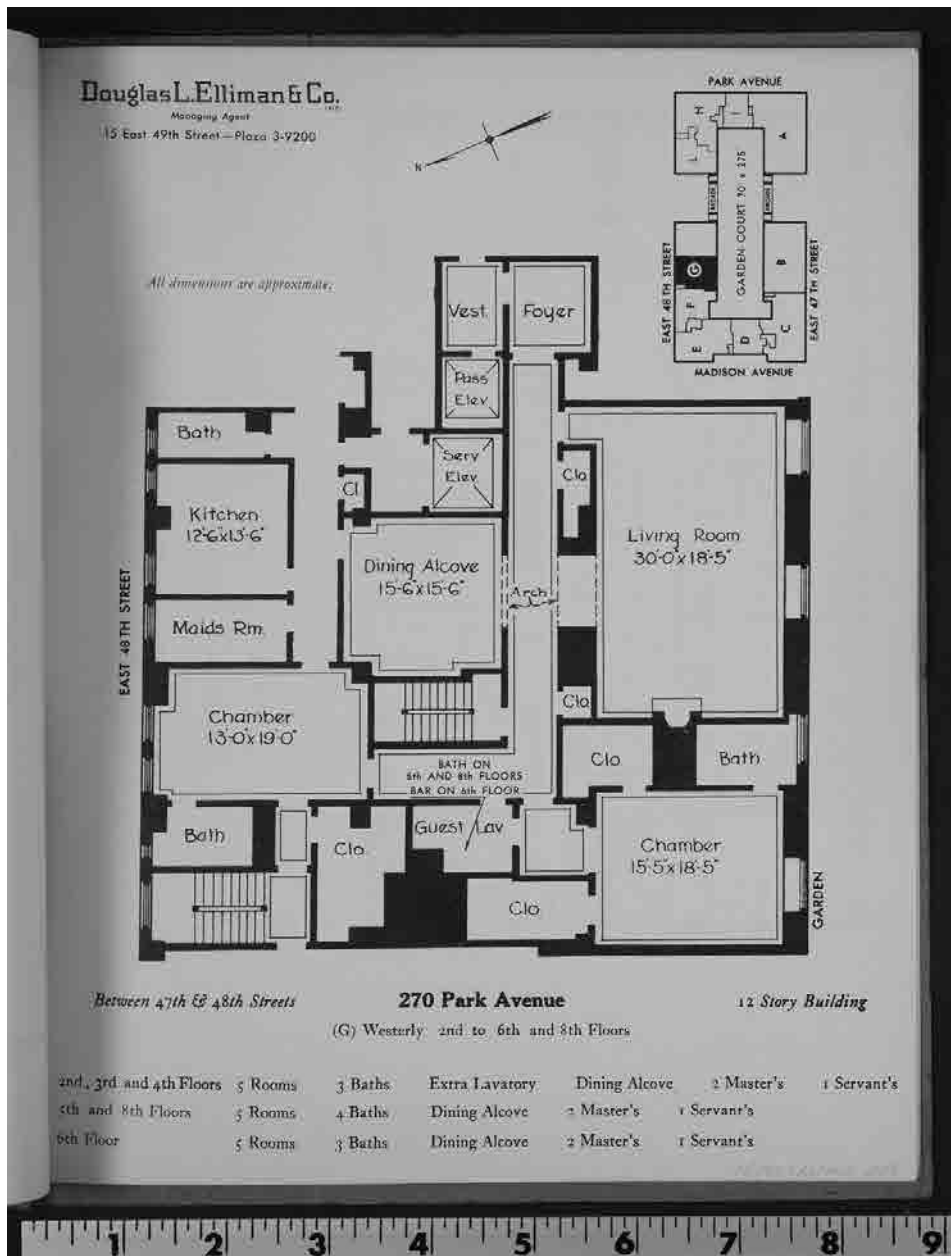 Douglas L. Elliman & Co.
INC.
Managing Agent
15 East 49th Street—Plaza 3-9200
N
All dimensions are approximate.
PARK AVENUE
H
I
A
GARDEN COURT 70 x 275
EAST 48TH STREET
G
B
EAST 47TH STREET
F
E
D
C
MADISON AVENUE
Vest.
Foyer
Pass
Elev
Bath
Serv
Elev
Clo
Cl
Kitchen
12'-6"x13'-6"
Living Room
30'-0"x18'-5"
Dining Alcove
15'-6"x15'-6"
Arch
EAST 48TH STREET
Maids Rm.
Clo
Chamber
13'-0"x19'-0"
Clo
Bath
BATH ON
5th AND 8th FLOORS
BAR ON 6th FLOOR
Bath
Clo
Guest Lav
Chamber
15'-5"x18'-5"
Clo
GARDEN
Between 47th & 48th Streets
270 Park Avenue
12 Story Building
(G) Westerly 2nd to 6th and 8th Floors
2nd, 3rd and 4th Floors 5 Rooms 3 Baths Extra Lavatory Dining Alcove 2 Master's 1 Servant's
5th and 8th Floors 5 Rooms 4 Baths Dining Alcove 2 Master's 1 Servant's
6th Floor 5 Rooms 3 Baths Dining Alcove 2 Master's 1 Servant's
1 2 3 4 5 6 7 8 9